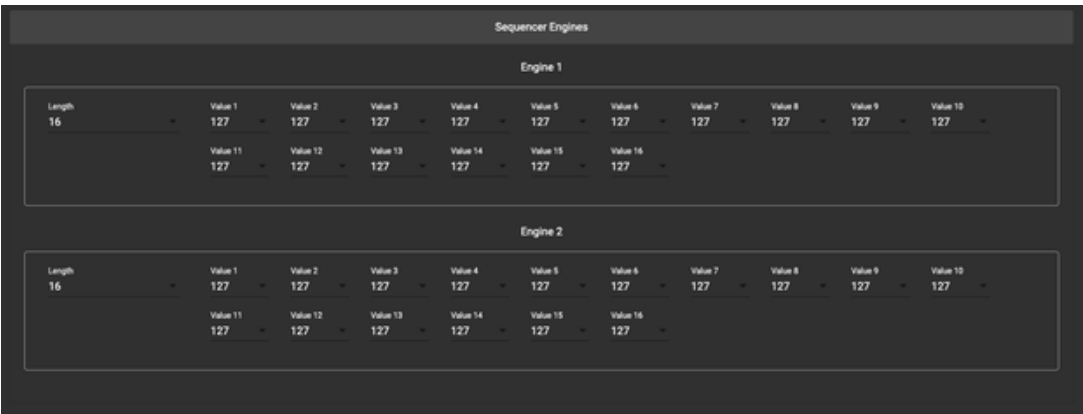 Sequencer Engines
Engine 1
Length Value 1 Value 2 Value 3 Value 4 Value 5 Value 6 Value 7 Value 8 Value 9 Value 10
16 127 127 127 127 127 127 127 127 127 127
Value 11 Value 12 Value 13 Value 14 Value 15 Value 16
127 127 127 127 127 127
Engine 2
Length Value 1 Value 2 Value 3 Value 4 Value 5 Value 6 Value 7 Value 8 Value 9 Value 10
16 127 127 127 127 127 127 127 127 127 127
Value 11 Value 12 Value 13 Value 14 Value 15 Value 16
127 127 127 127 127 127